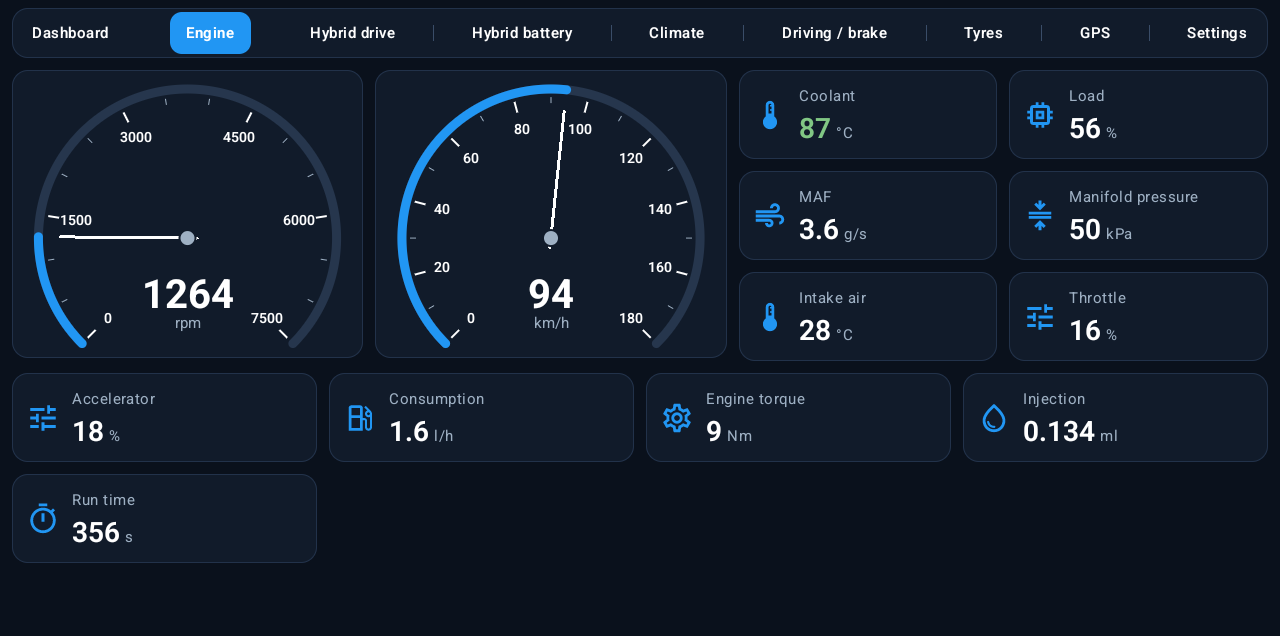 Dashboard Engine Hybrid drive Hybrid battery Climate Driving / brake Tyres GPS Settings
0 1500 3000 4500 6000 7500
1264
rpm
0 20 40 60 80 100 120 140 160 180
94
km/h
Coolant
87 °C
Load
56 %
MAF
3.6 g/s
Manifold pressure
50 kPa
Intake air
28 °C
Throttle
16 %
Accelerator
18 %
Consumption
1.6 l/h
Engine torque
9 Nm
Injection
0.134 ml
Run time
356 s